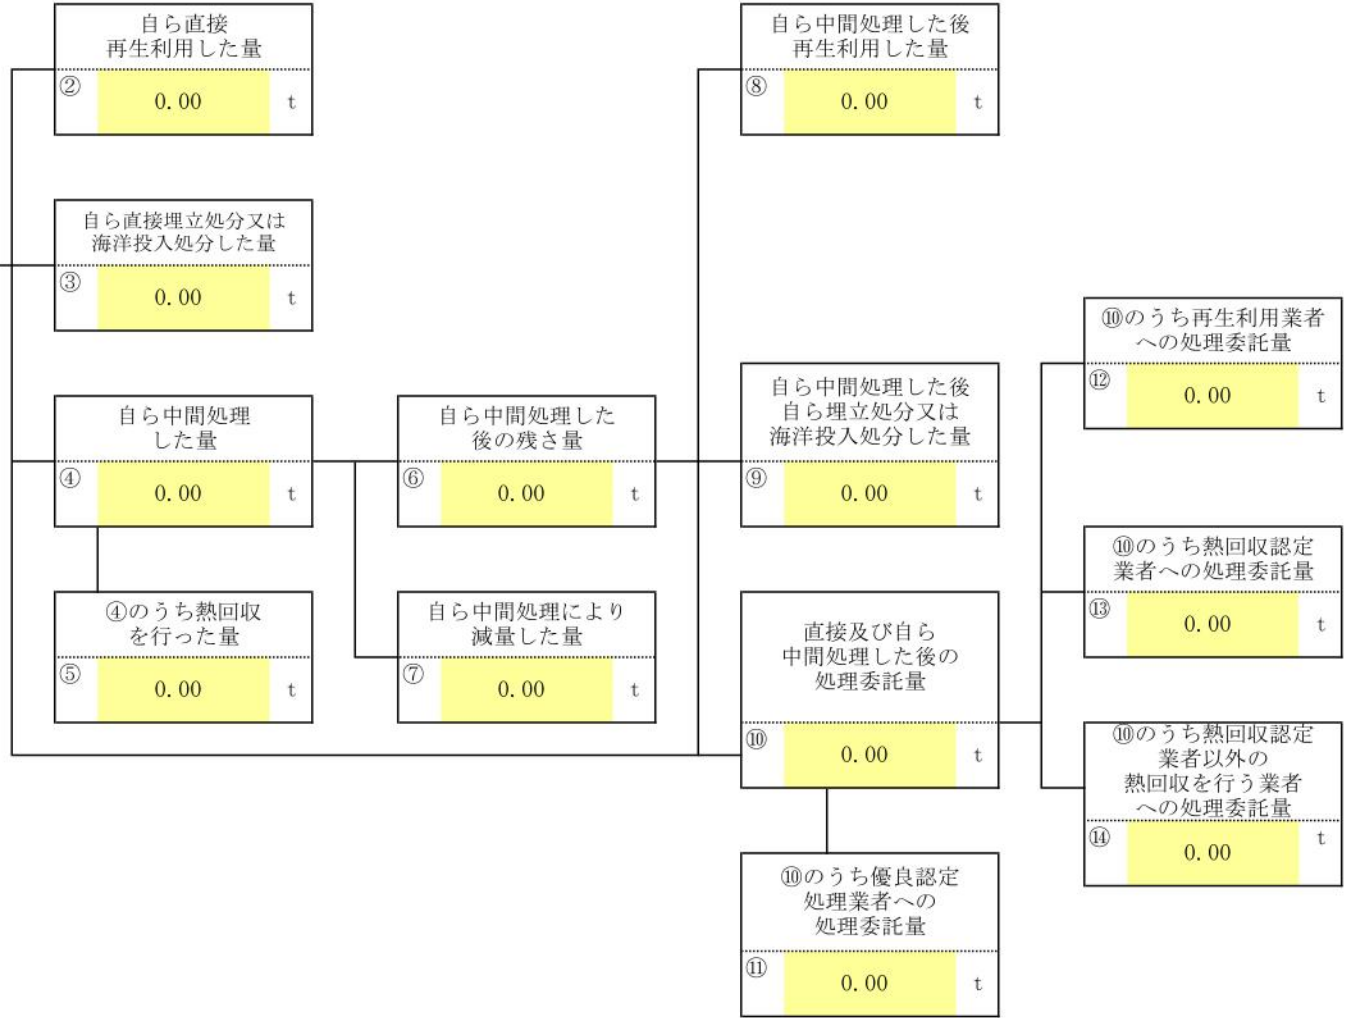 自ら直接
再生利用した量
② 0.00 t
自ら直接埋立処分又は
海洋投入処分した量
③ 0.00 t
自ら中間処理
した量
④ 0.00 t
④のうち熱回収
を行った量
⑤ 0.00 t
自ら中間処理した
後の残さ量
⑥ 0.00 t
自ら中間処理により
減量した量
⑦ 0.00 t
自ら中間処理した後
再生利用した量
⑧ 0.00 t
自ら中間処理した後
自ら埋立処分又は
海洋投入処分した量
⑨ 0.00 t
直接及び自ら
中間処理した後の
処理委託量
⑩ 0.00 t
⑩のうち優良認定
処理業者への
処理委託量
⑪ 0.00 t
⑩のうち再生利用業者
への処理委託量
⑫ 0.00 t
⑩のうち熱回収認定
業者への処理委託量
⑬ 0.00 t
⑩のうち熱回収認定
業者以外の
熱回収を行う業者
への処理委託量
⑭ 0.00 t